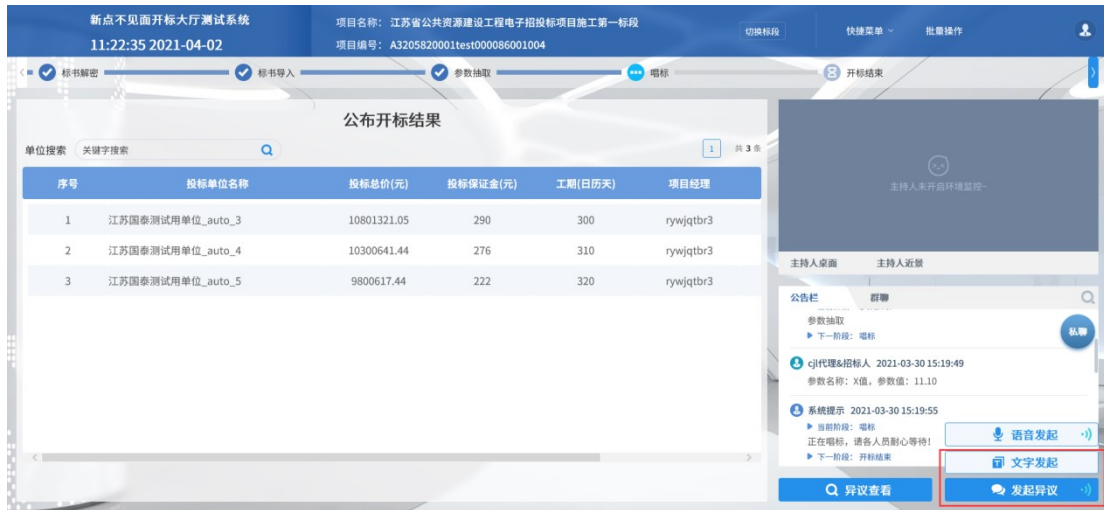 新点不见面开标大厅测试系统
11:22:35 2021-04-02
项目名称： 江苏省公共资源建设工程电子招投标项目施工第一标段
项目编号： A3205820001test000086001004
切换标段
快捷菜单
批量操作
标书解密
标书导入
参数抽取
唱标
开标结束
公布开标结果
单位搜索 关键字搜索
1 共 3 条
序号 投标单位名称 投标总价(元) 投标保证金(元) 工期(日历天) 项目经理
1 江苏国泰测试用单位_auto_3 10801321.05 290 300 rywjqtbr3
2 江苏国泰测试用单位_auto_4 10300641.44 276 310 rywjqtbr3
3 江苏国泰测试用单位_auto_5 9800617.44 222 320 rywjqtbr3
主持人未开启环境监控~
主持人桌面 主持人近景
公告栏 群聊
参数抽取
下一阶段： 唱标
私聊
cjl代理&招标人 2021-03-30 15:19:49
参数名称：X值，参数值：11.10
系统提示 2021-03-30 15:19:55
当前阶段： 唱标
正在唱标，请各人员耐心等待！
下一阶段： 开标结束
语音发起
文字发起
异议查看
发起异议